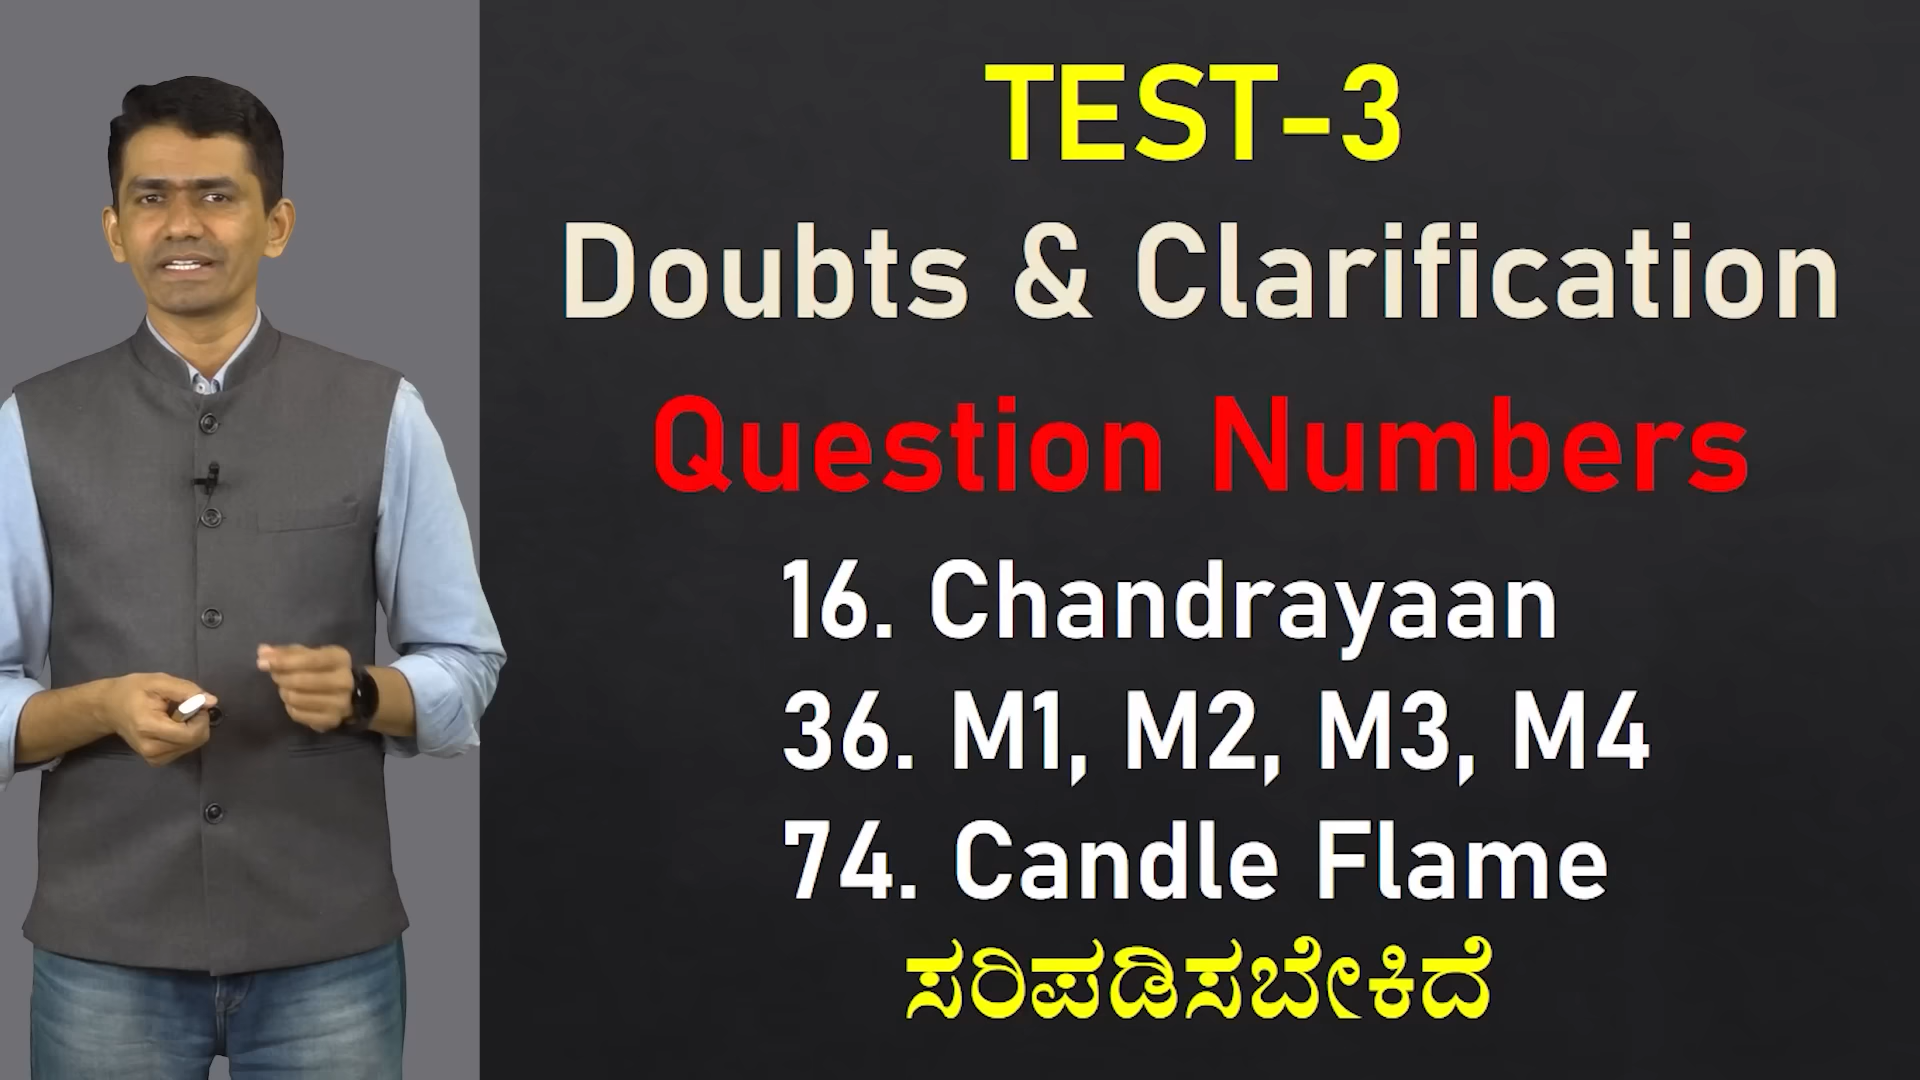 TEST-3
Doubts & Clarification
Question Numbers
16. Chandrayaan
36. M1, M2, M3, M4
74. Candle Flame
ಸರಿಪಡಿಸಬೇಕಿದೆ